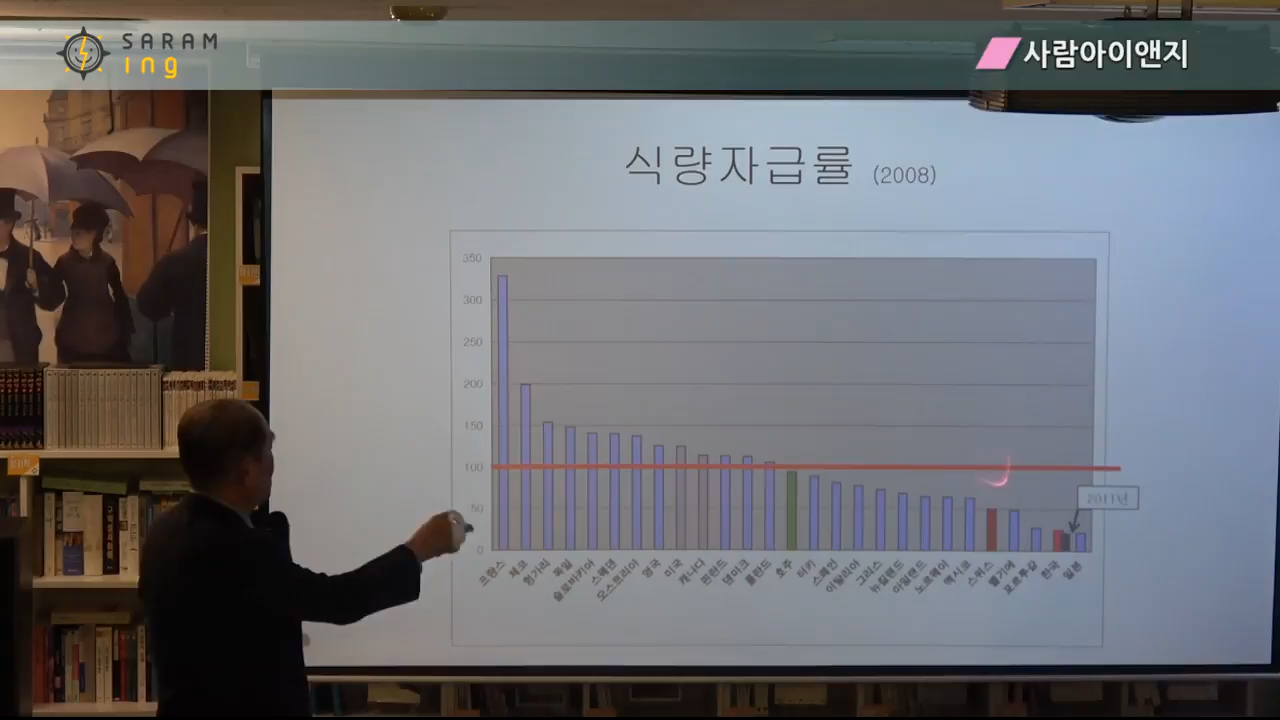 SARAM
ing
사람아이앤지
식량자급률 (2008)
350
300
250
200
150
100
50
0
2011년
프랑스
체코
헝가리
독일
슬로바키아
스웨덴
오스트리아
영국
미국
캐나다
핀란드
덴마크
폴란드
호주
터키
스페인
이탈리아
그리스
뉴질랜드
아일랜드
노르웨이
멕시코
스위스
벨기에
포르투갈
한국
일본